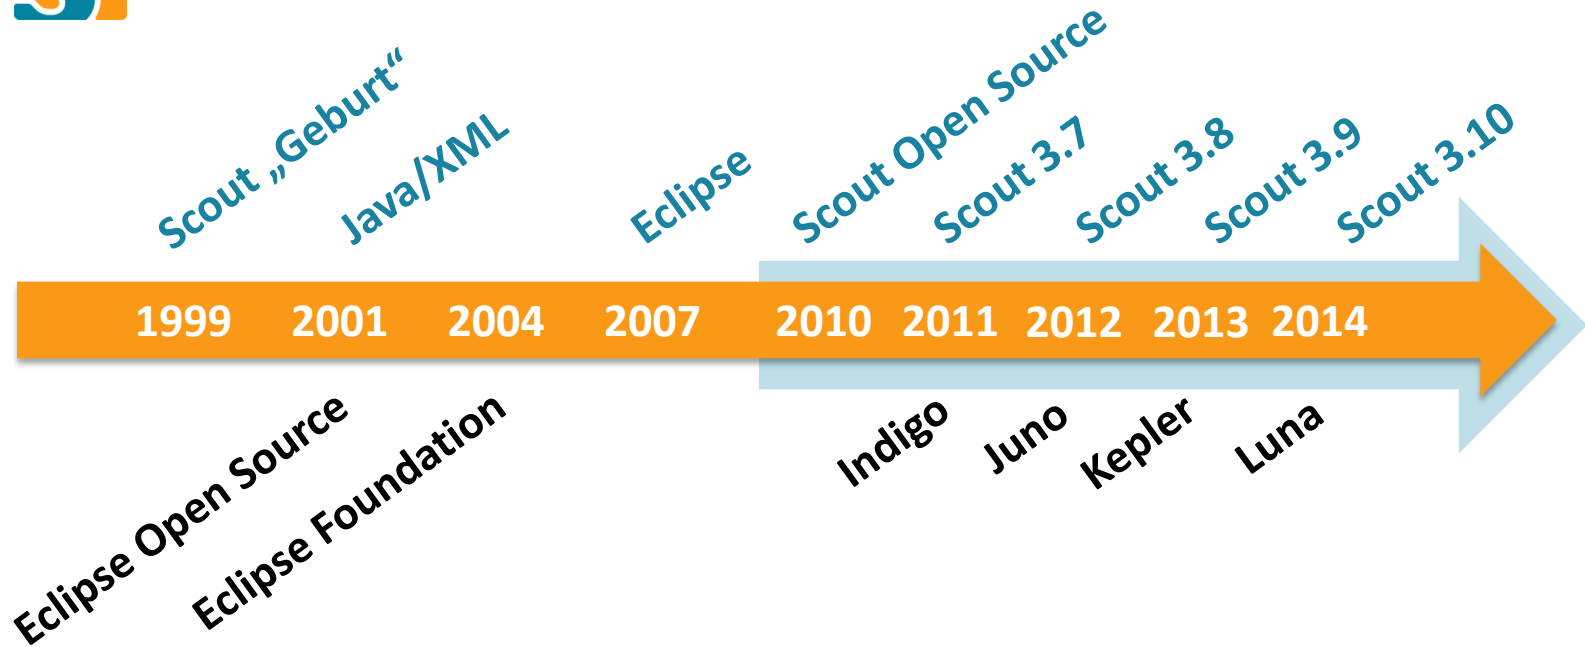 Scout „Geburt“
Java/XML
Eclipse
Scout Open Source
Scout 3.7
Scout 3.8
Scout 3.9
Scout 3.10
1999 2001 2004 2007 2010 2011 2012 2013 2014
Eclipse Open Source
Eclipse Foundation
Indigo
Juno
Kepler
Luna